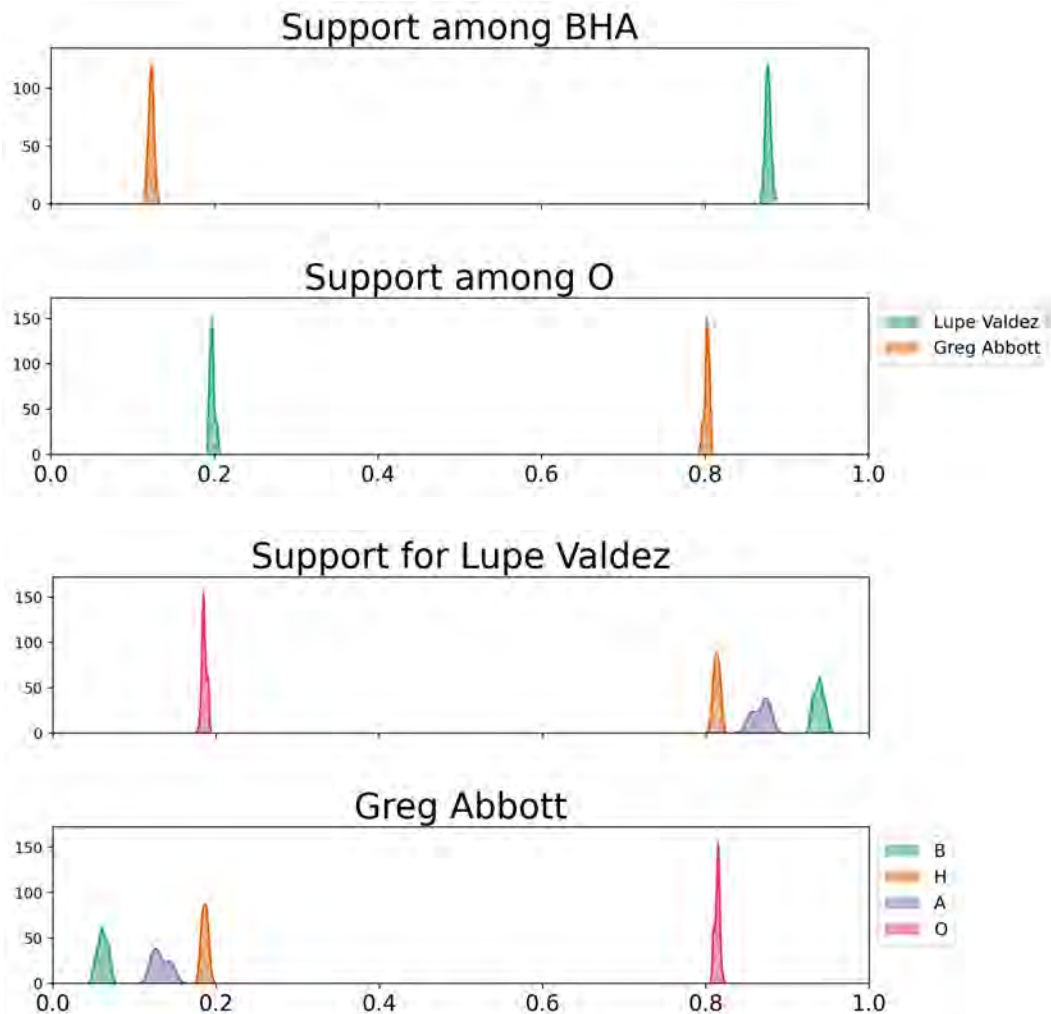 Support among BHA
100
50
0
Support among O
150
100
50
0
0.0 0.2 0.4 0.6 0.8 1.0
Lupe Valdez
Greg Abbott
Support for Lupe Valdez
150
100
50
0
Greg Abbott
150
100
50
0
0.0 0.2 0.4 0.6 0.8 1.0
B
H
A
O